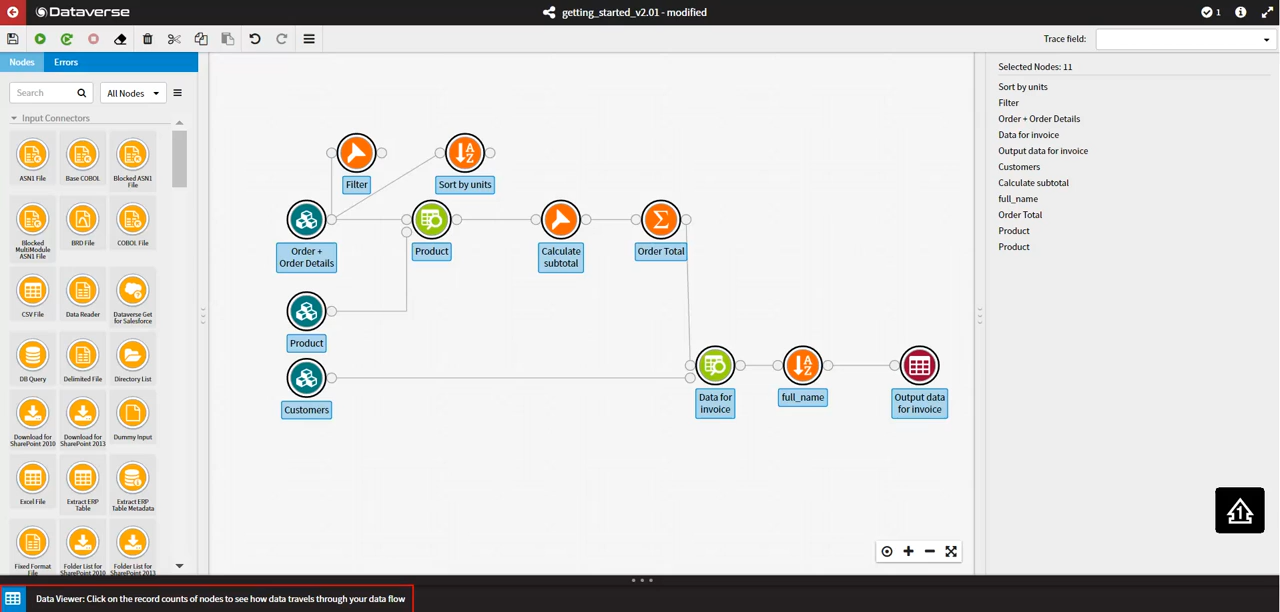 Dataverse
getting_started_v2.01 - modified
1
Trace field:
Nodes
Errors
Search
All Nodes
Input Connectors
ASN1 File
Base COBOL
Blocked ASN1
File
Blocked
MultiModule
ASN1 File
BRD File
COBOL File
CSV File
Data Reader
Dataverse Get
for Salesforce
DB Query
Delimited File
Directory List
Download for
SharePoint 2010
Download for
SharePoint 2013
Dummy Input
Excel File
Extract ERP
Table
Extract ERP
Table Metadata
Fixed Format
File
Folder List for
SharePoint 2010
Folder List for
SharePoint 2013
Filter
Sort by units
Order +
Order Details
Product
Calculate
subtotal
Order Total
Product
Customers
Data for
invoice
full_name
Output data
for invoice
Selected Nodes: 11
Sort by units
Filter
Order + Order Details
Data for invoice
Output data for invoice
Customers
Calculate subtotal
full_name
Order Total
Product
Product
Data Viewer: Click on the record counts of nodes to see how data travels through your data flow